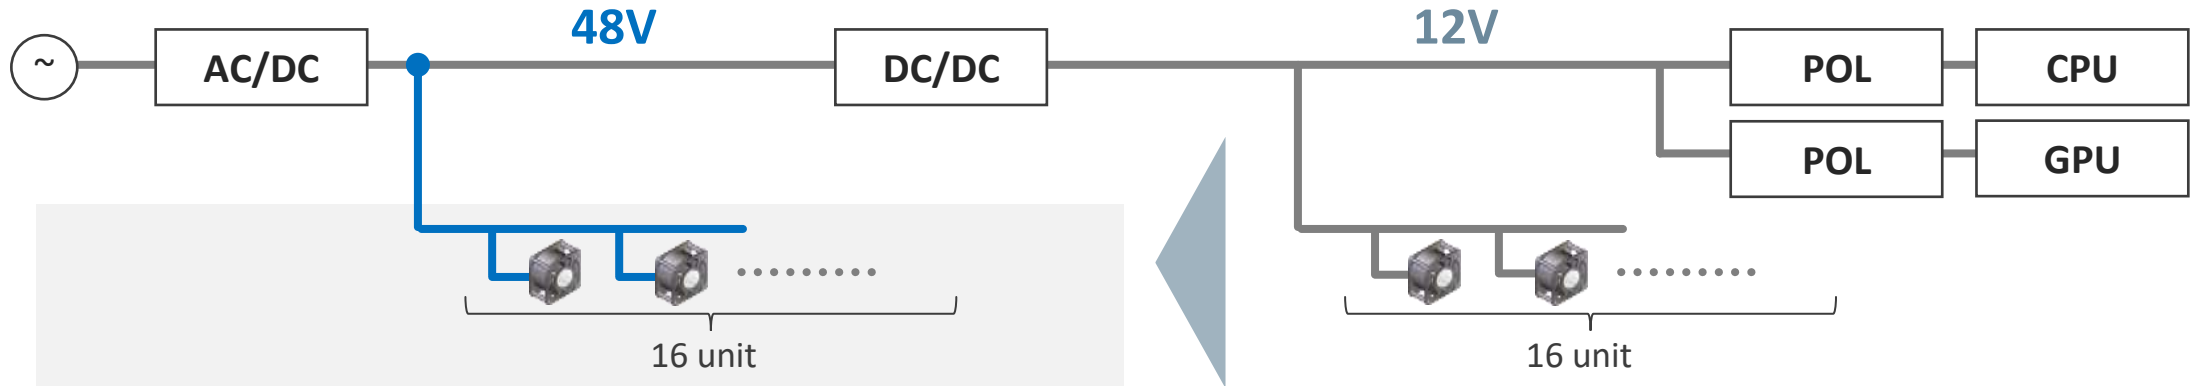 48V
12V
~
AC/DC
DC/DC
POL
CPU
POL
GPU
16 unit
16 unit